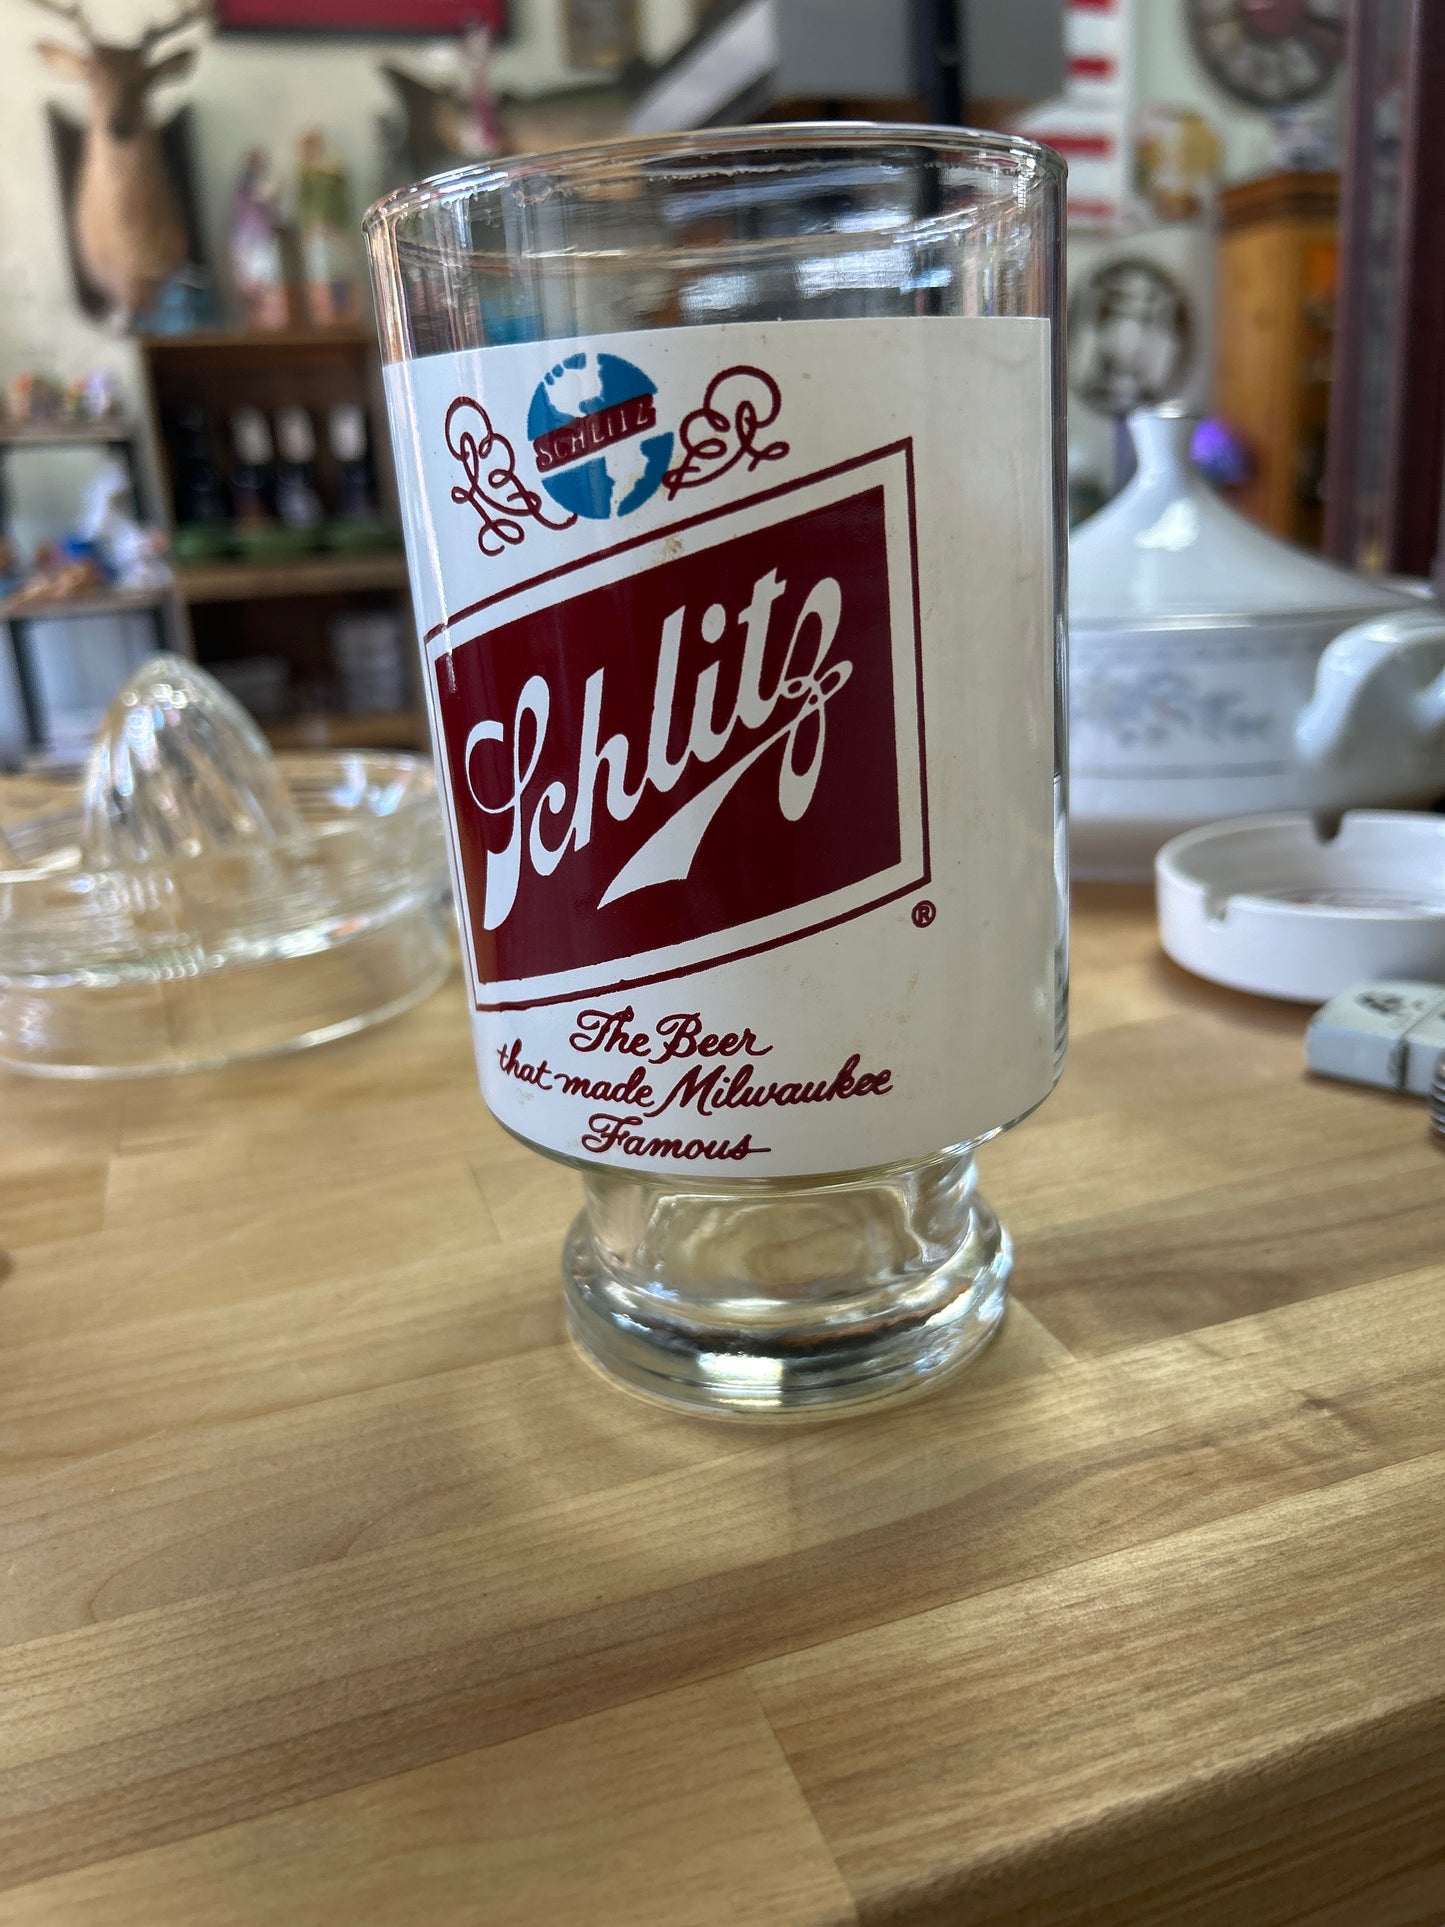 SCHLITZ
Schlitz
®
The Beer
that made Milwaukee
Famous